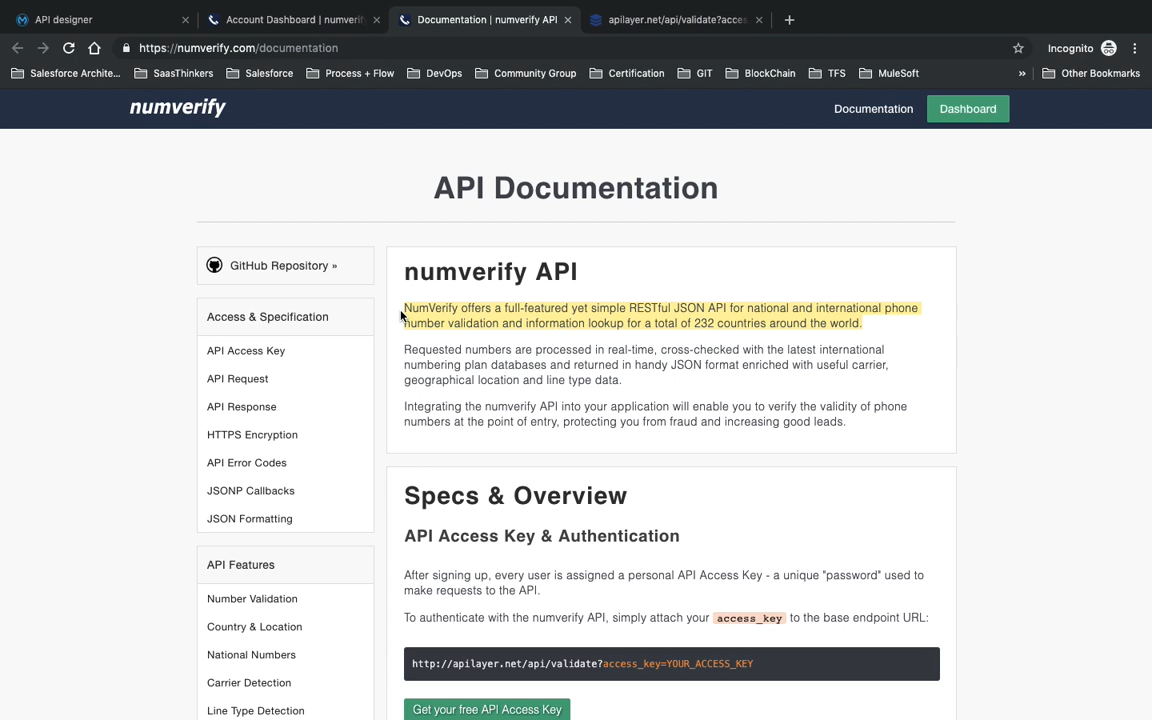 API designer
Account Dashboard | numverify
Documentation | numverify API
apilayer.net/api/validate?acces
https://numverify.com/documentation
Incognito
Salesforce Archite...
SaasThinkers
Salesforce
Process + Flow
DevOps
Community Group
Certification
GIT
BlockChain
TFS
MuleSoft
»
Other Bookmarks
numverify
Documentation
Dashboard
API Documentation
GitHub Repository »
Access & Specification
API Access Key
API Request
API Response
HTTPS Encryption
API Error Codes
JSONP Callbacks
JSON Formatting
API Features
Number Validation
Country & Location
National Numbers
Carrier Detection
Line Type Detection
numverify API
NumVerify offers a full-featured yet simple RESTful JSON API for national and international phone
number validation and information lookup for a total of 232 countries around the world.
Requested numbers are processed in real-time, cross-checked with the latest international
numbering plan databases and returned in handy JSON format enriched with useful carrier,
geographical location and line type data.
Integrating the numverify API into your application will enable you to verify the validity of phone
numbers at the point of entry, protecting you from fraud and increasing good leads.
Specs & Overview
API Access Key & Authentication
After signing up, every user is assigned a personal API Access Key - a unique "password" used to
make requests to the API.
To authenticate with the numverify API, simply attach your access_key to the base endpoint URL:
http://apilayer.net/api/validate?access_key=YOUR_ACCESS_KEY
Get your free API Access Key